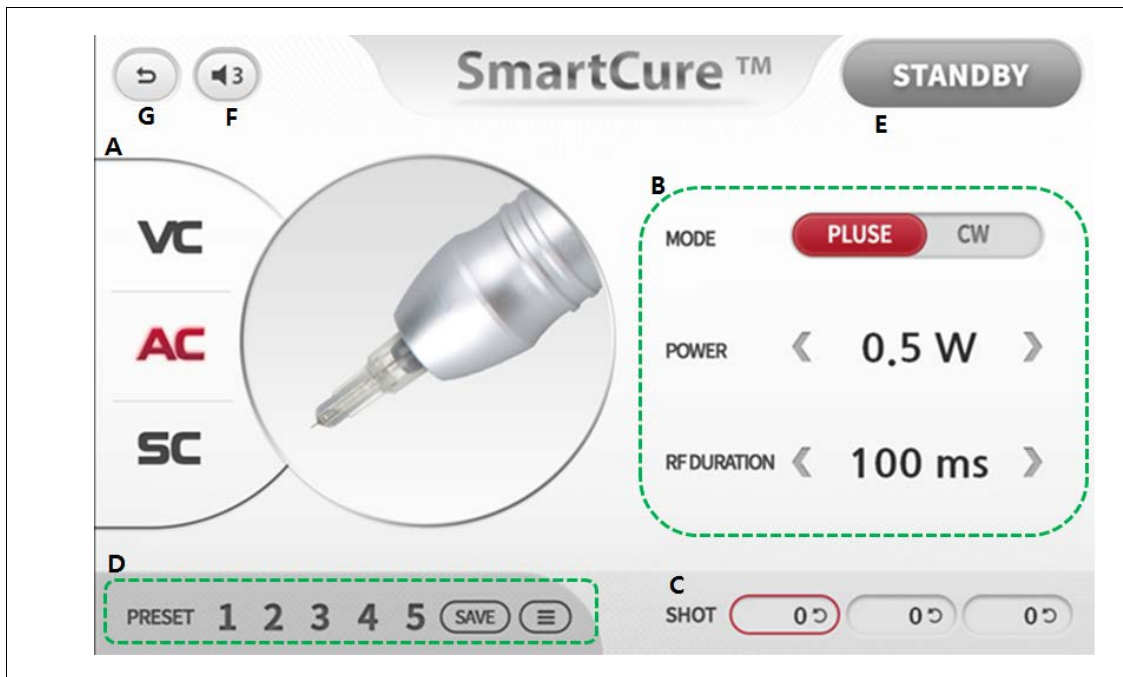 3
SmartCure ™
STANDBY
G
F
E
A
VC
AC
SC
B
MODE
PLUSE
CW
POWER
0.5 W
RF DURATION
100 ms
D
PRESET 1 2 3 4 5 SAVE
C
SHOT
0
0
0